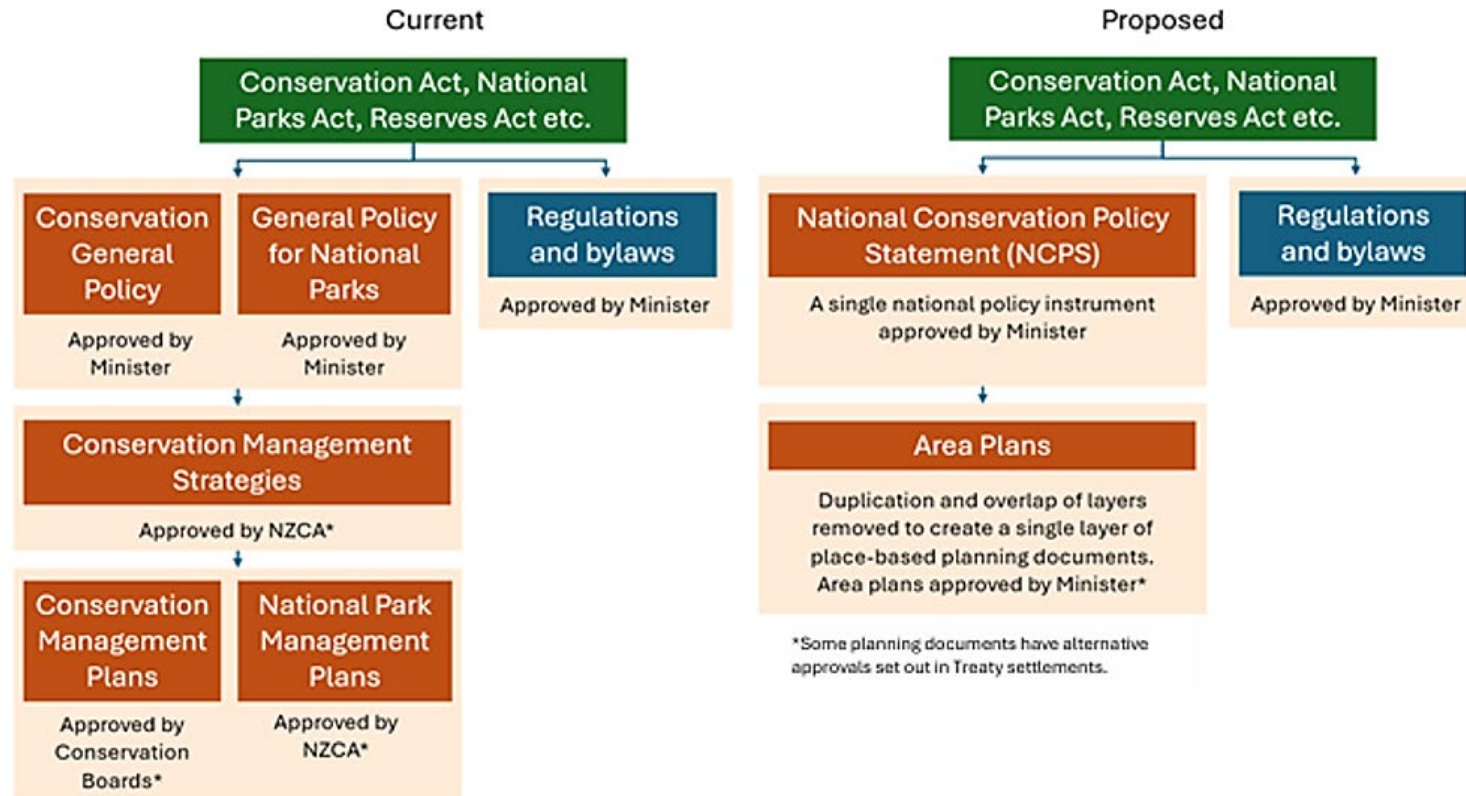 Current
Conservation Act, National
Parks Act, Reserves Act etc.
Conservation
General
Policy
Approved by
Minister
General Policy
for National
Parks
Approved by
Minister
Regulations
and bylaws
Approved by Minister
Conservation Management
Strategies
Approved by NZCA*
Conservation
Management
Plans
Approved by
Conservation
Boards*
National Park
Management
Plans
Approved by
NZCA*
Proposed
Conservation Act, National
Parks Act, Reserves Act etc.
National Conservation Policy
Statement (NCPS)
A single national policy instrument
approved by Minister
Regulations
and bylaws
Approved by Minister
Area Plans
Duplication and overlap of layers
removed to create a single layer of
place-based planning documents.
Area plans approved by Minister*
*Some planning documents have alternative
approvals set out in Treaty settlements.